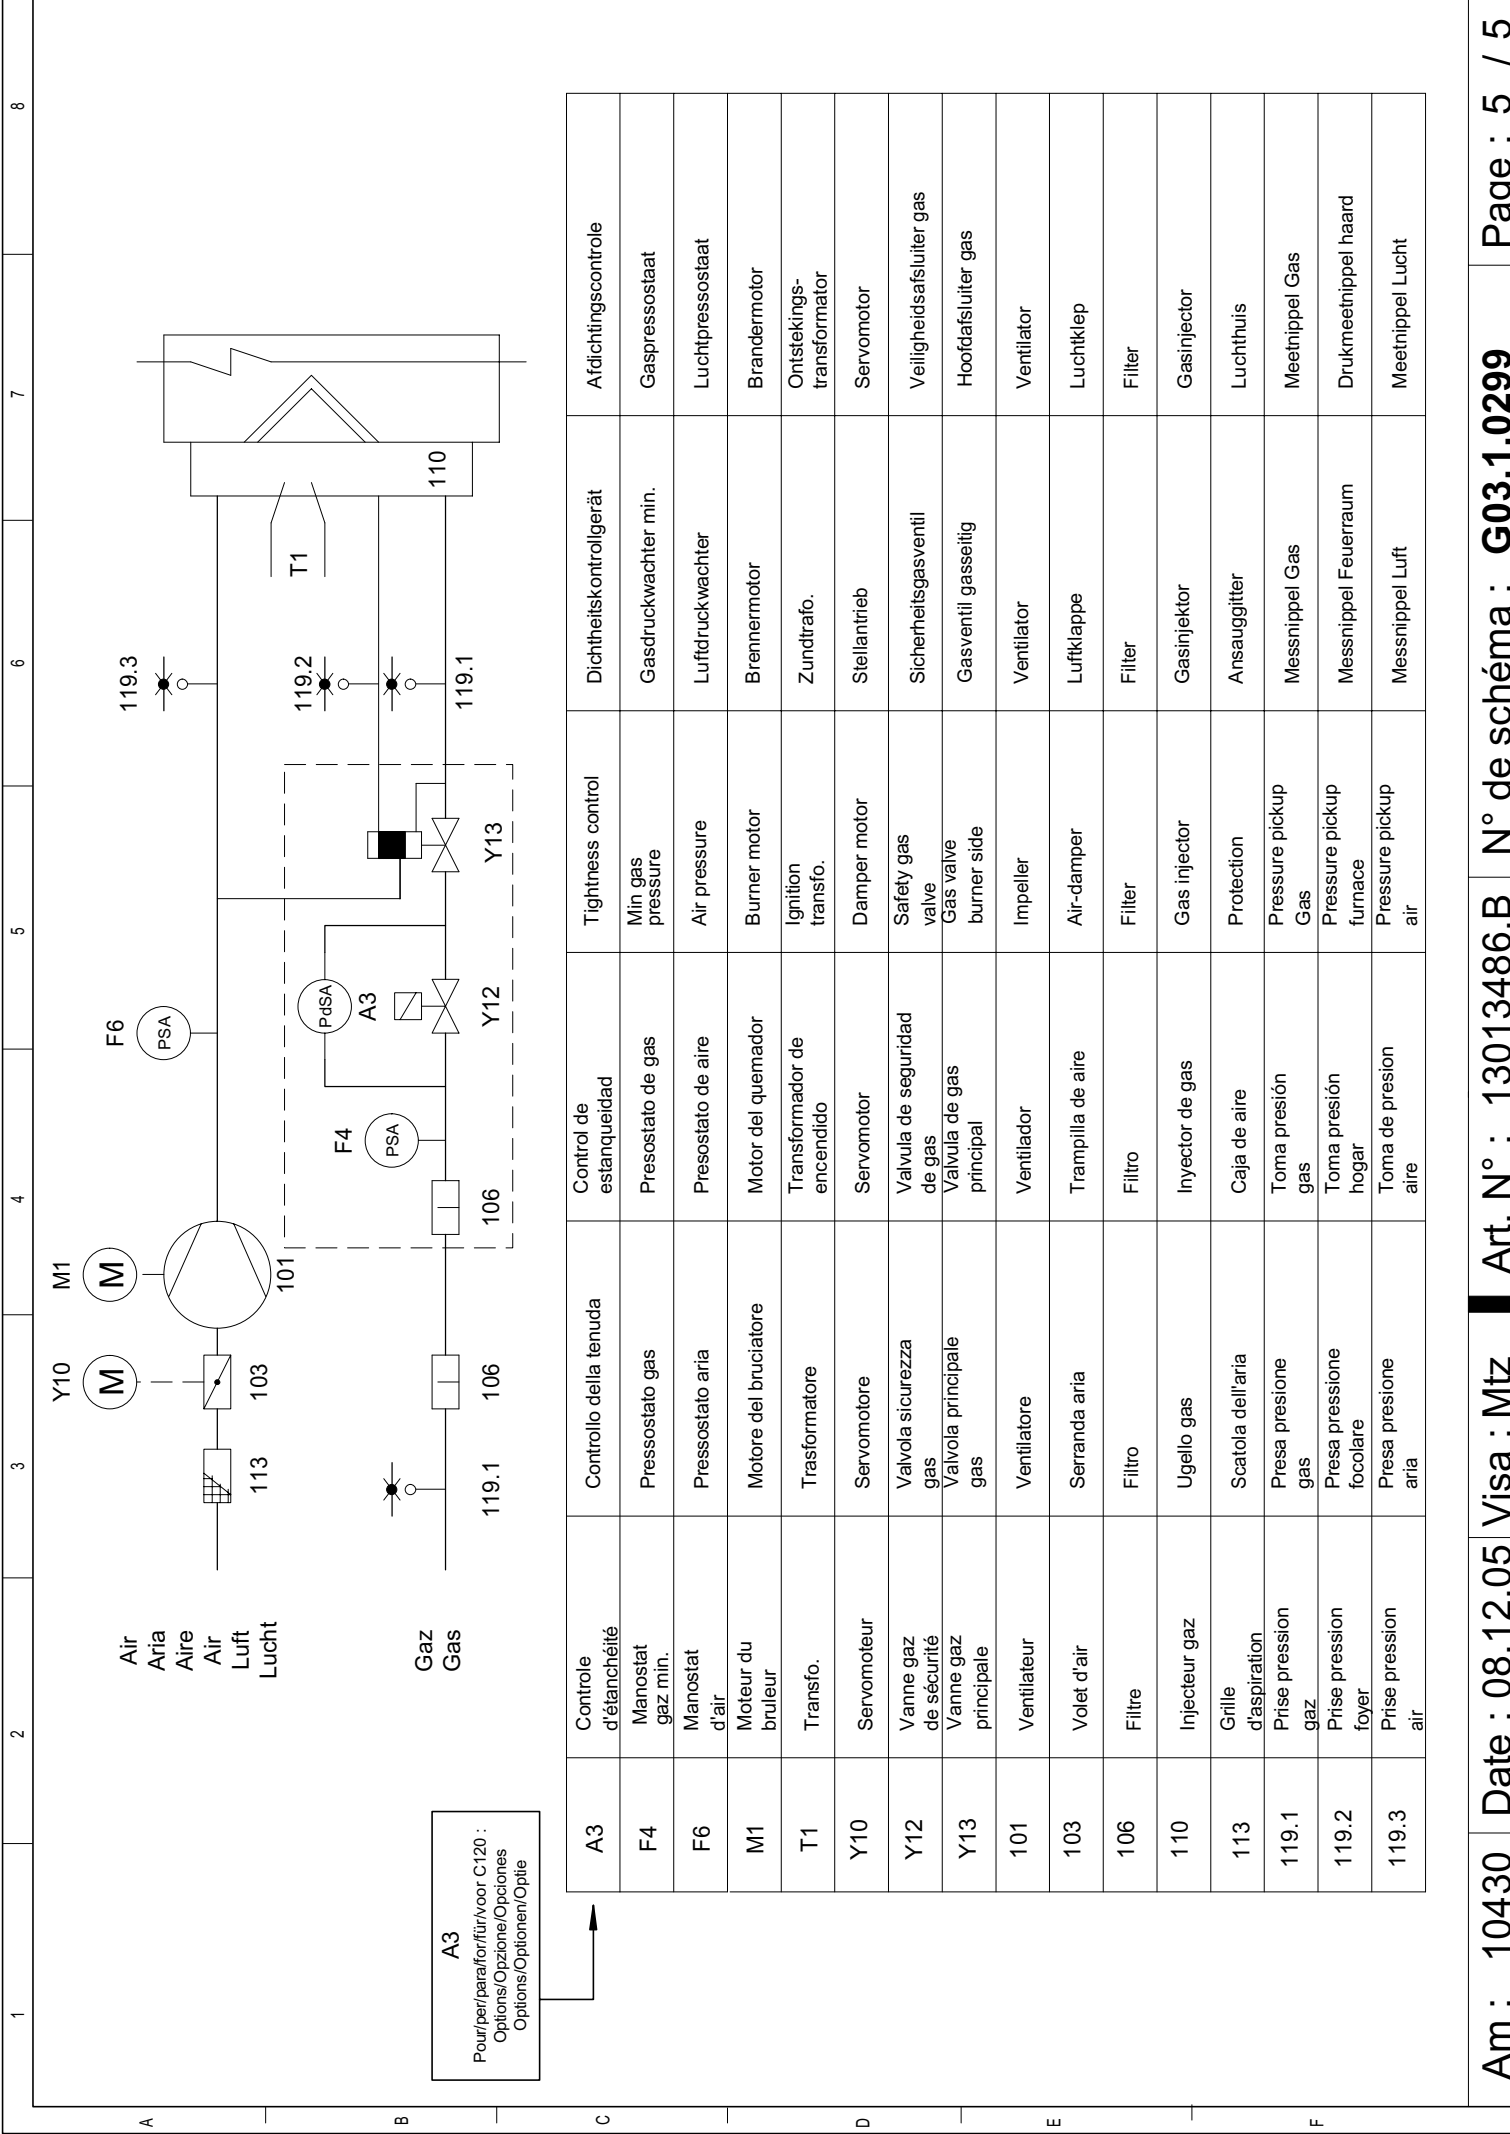 1 2 3 4 5 6 7 8
A
B
C
D
E
F
Air
Aria
Aire
Air
Luft
Lucht
Gaz
Gas
Y10
M
M1
M
F6
PSA
119.3
113
103
101
T1
119.1
106
106
F4
PSA
PdSA
A3
Y12
Y13
119.2
119.1
110
A3
Pour/per/para/for/für/voor C120 :
Options/Opzione/Opciones
Options/Optionen/Optie
A3
Controle
d'étanchéité
Controllo della tenuda
Control de
estanqueidad
Tightness control
Dichtheitskontrollgerät
Afdichtingscontrole
F4
Manostat
gaz min.
Pressostato gas
Presostato de gas
Min gas
pressure
Gasdruckwachter min.
Gaspressostaat
F6
Manostat
d'air
Pressostato aria
Presostato de aire
Air pressure
Luftdruckwachter
Luchtpressostaat
M1
Moteur du
bruleur
Motore del bruciatore
Motor del quemador
Burner motor
Brennermotor
Brandermotor
T1
Transfo.
Trasformatore
Transformador de
encendido
Ignition
transfo.
Zundtrafo.
Ontstekings-
transformator
Y10
Servomoteur
Servomotore
Servomotor
Damper motor
Stellantrieb
Servomotor
Y12
Vanne gaz
de sécurité
Valvola sicurezza
gas
Valvula de seguridad
de gas
Safety gas
valve
Sicherheitsgasventil
Veiligheidsafsluiter gas
Y13
Vanne gaz
principale
Valvola principale
gas
Valvula de gas
principal
Gas valve
burner side
Gasventil gasseitig
Hoofdafsluiter gas
101
Ventilateur
Ventilatore
Ventilador
Impeller
Ventilator
Ventilator
103
Volet d'air
Serranda aria
Trampilla de aire
Air-damper
Luftklappe
Luchtklep
106
Filtre
Filtro
Filtro
Filter
Filter
Filter
110
Injecteur gaz
Ugello gas
Inyector de gas
Gas injector
Gasinjektor
Gasinjector
113
Grille
d'aspiration
Scatola dell'aria
Caja de aire
Protection
Ansauggitter
Luchthuis
119.1
Prise pression
gaz
Presa presione
gas
Toma presión
gas
Pressure pickup
Gas
Messnippel Gas
Meetnippel Gas
119.2
Prise pression
foyer
Presa pressione
focolare
Toma presión
hogar
Pressure pickup
furnace
Messnippel Feuerraum
Drukmeetnippel haard
119.3
Prise pression
air
Presa presione
aria
Toma de presion
aire
Pressure pickup
air
Messnippel Luft
Meetnippel Lucht
Am : 10430 Date : 08.12.05 Visa : Mtz Art. N° : 13013486.B N° de schéma : G03.1.0299 Page : 5 / 5